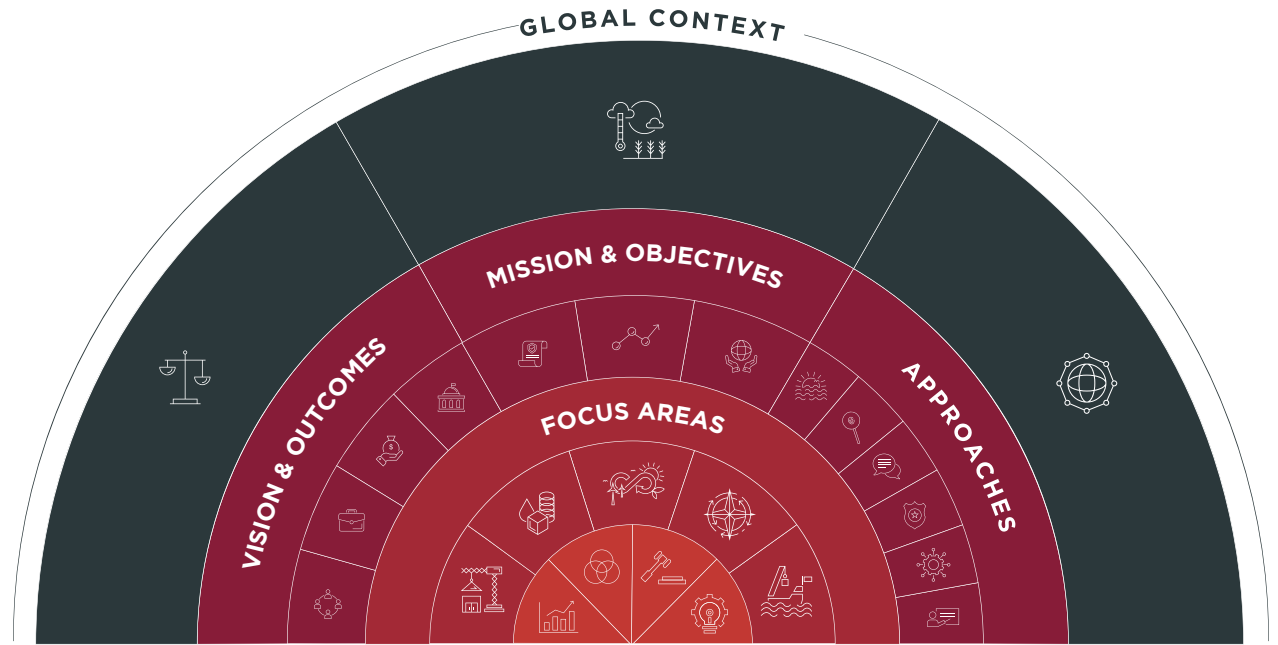 GLOBAL CONTEXT
MISSION & OBJECTIVES
VISION & OUTCOMES
APPROACHES
FOCUS AREAS
$